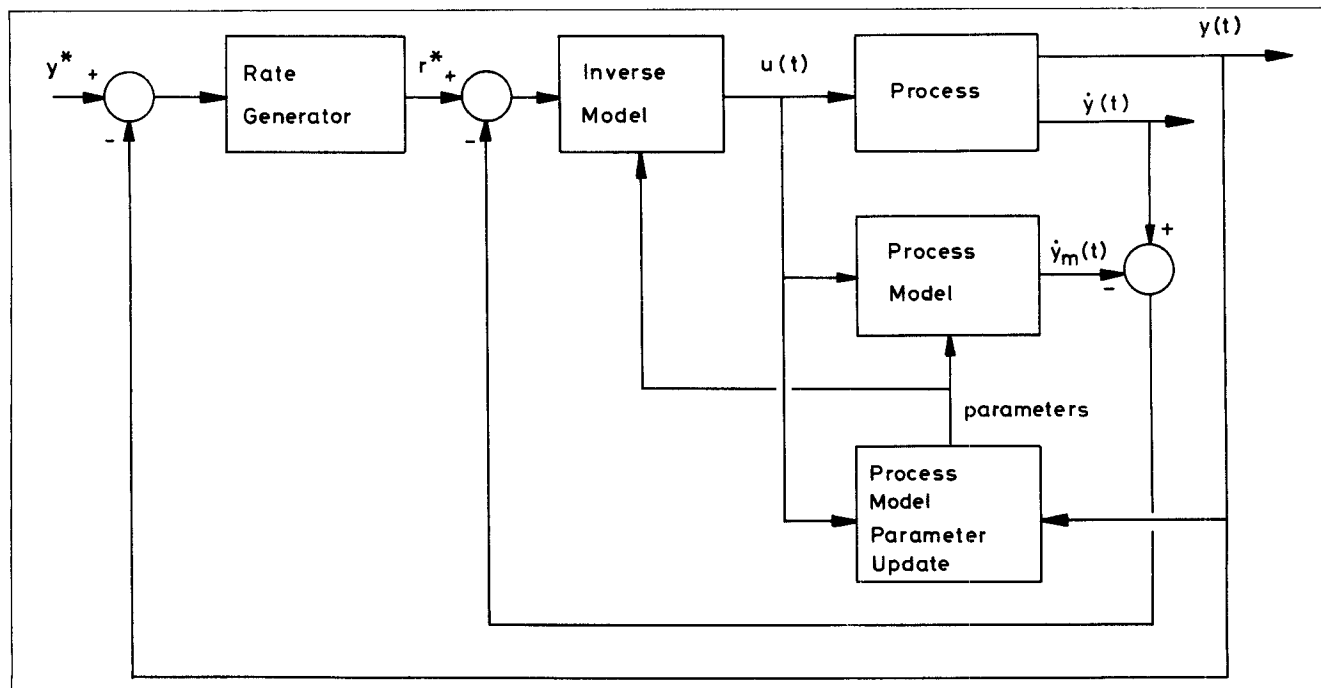 y*
+
-
Rate
Generator
r*
+
-
Inverse
Model
u(t)
Process
y(t)
ẏ(t)
Process
Model
ẏm(t)
+
-
parameters
Process
Model
Parameter
Update